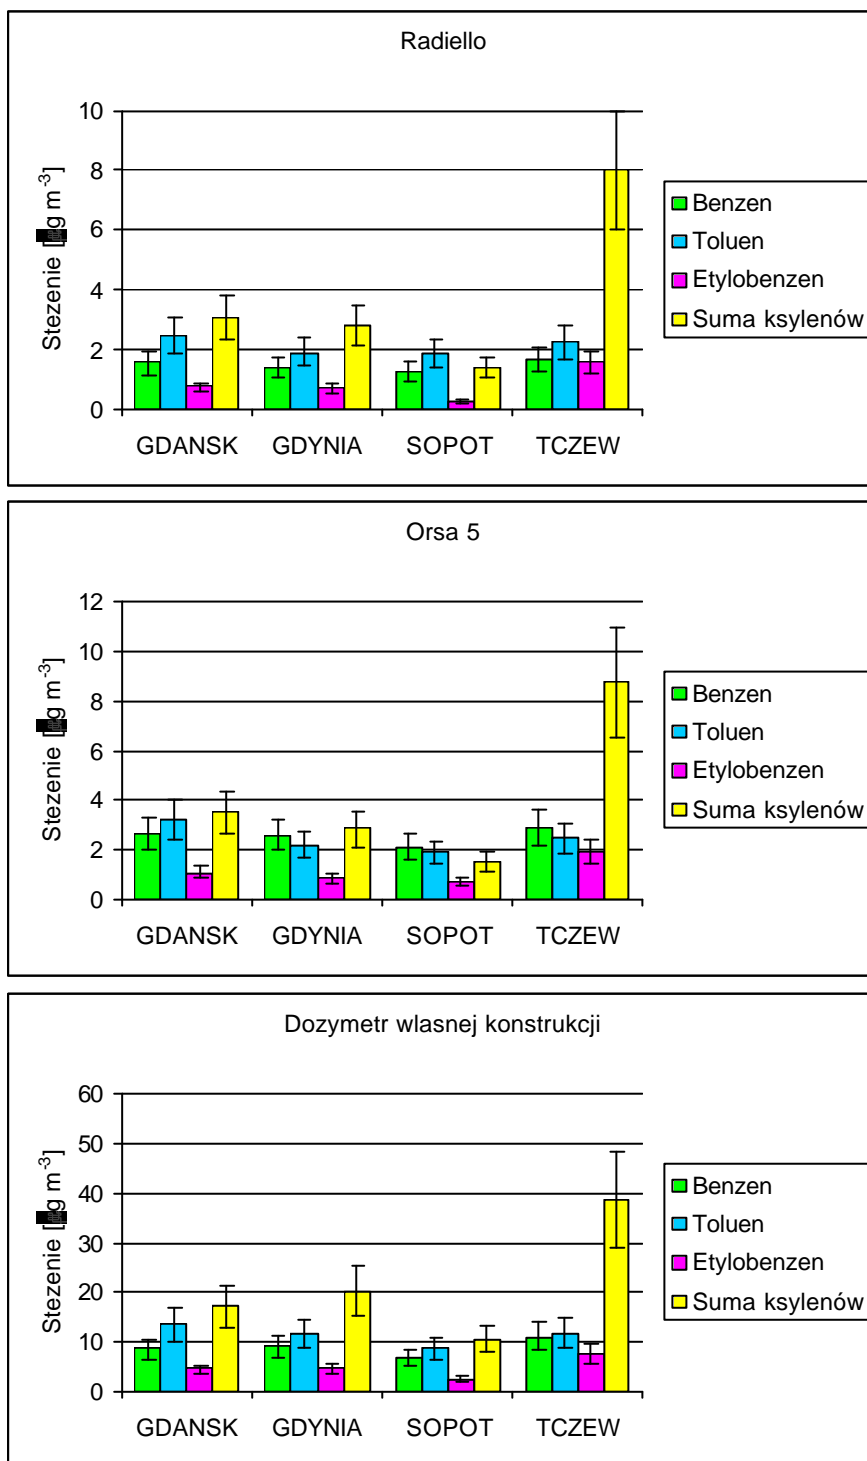 Radiello
Stezenie [g m-3]
10
8
6
4
2
0
GDANSK GDYNIA SOPOT TCZEW
Benzen
Toluen
Etylobenzen
Suma ksylenów
Orsa 5
Stezenie [g m-3]
12
10
8
6
4
2
0
GDANSK GDYNIA SOPOT TCZEW
Benzen
Toluen
Etylobenzen
Suma ksylenów
Dozymetr wlasnej konstrukcji
Stezenie [g m-3]
60
50
40
30
20
10
0
GDANSK GDYNIA SOPOT TCZEW
Benzen
Toluen
Etylobenzen
Suma ksylenów